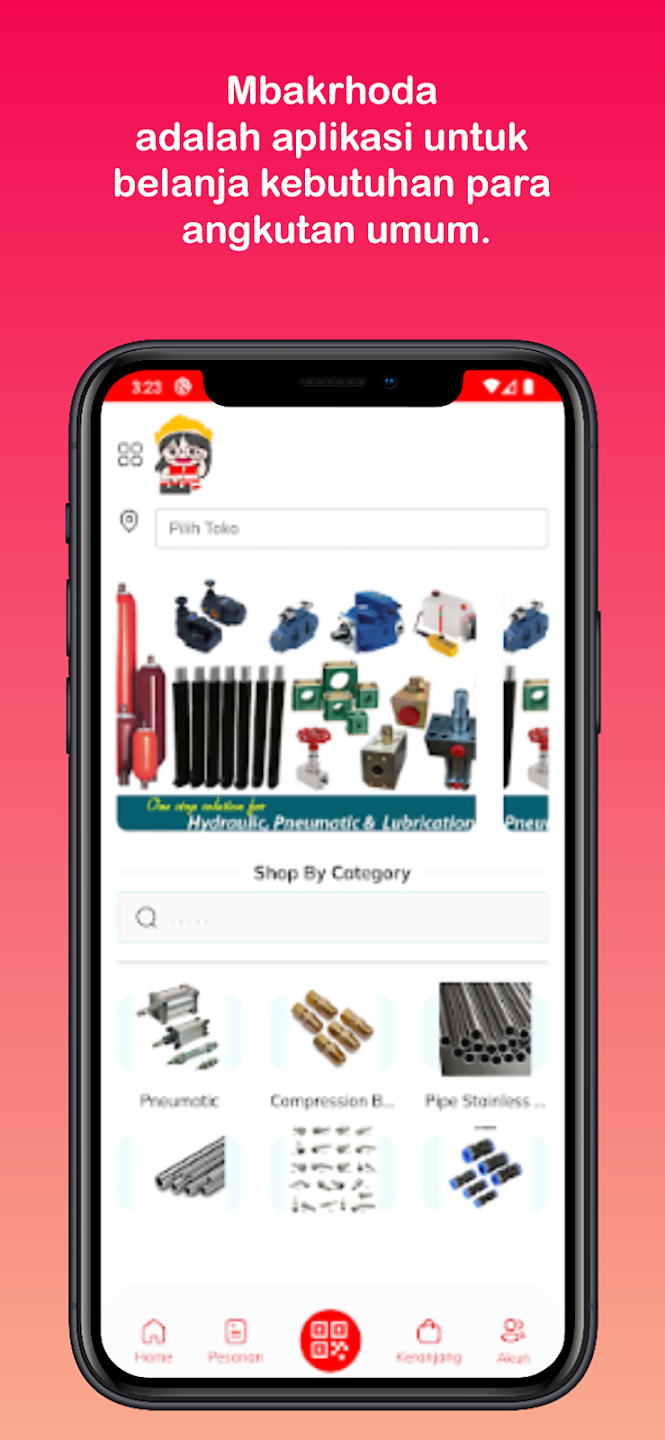 Mbakrhoda
adalah aplikasi untuk
belanja kebutuhan para
angkutan umum.
3:23
Pilih Toko
One stop solution for
Hydraulic, Pneumatic & Lubrication
Pneu
Shop By Category
.....
Pneumatic
Compression B...
Pipe Stainless ...
Home
Pesanan
Keranjang
Akun